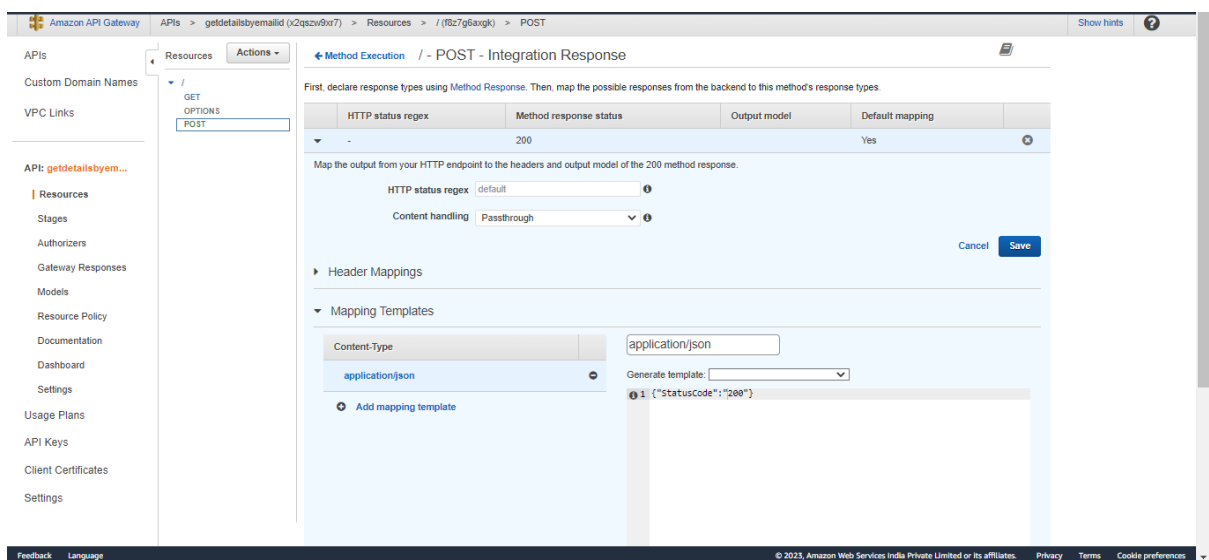 Amazon API Gateway APIs > getdetailsbyemailid (x2qszw9xr7) > Resources > / (f8z7g6axgk) > POST Show hints ?
APIs
Custom Domain Names
VPC Links
API: getdetailsbyem...
Resources
Stages
Authorizers
Gateway Responses
Models
Resource Policy
Documentation
Dashboard
Settings
Usage Plans
API Keys
Client Certificates
Settings
Resources Actions
/
GET
OPTIONS
POST
Method Execution / - POST - Integration Response
First, declare response types using Method Response. Then, map the possible responses from the backend to this method's response types.
HTTP status regex Method response status Output model Default mapping
- 200 Yes
Map the output from your HTTP endpoint to the headers and output model of the 200 method response.
HTTP status regex default
Content handling Passthrough
Cancel Save
Header Mappings
Mapping Templates
Content-Type
application/json
Add mapping template
application/json
Generate template:
1 {"StatusCode":"200"}
Feedback Language © 2023, Amazon Web Services India Private Limited or its affiliates. Privacy Terms Cookie preferences